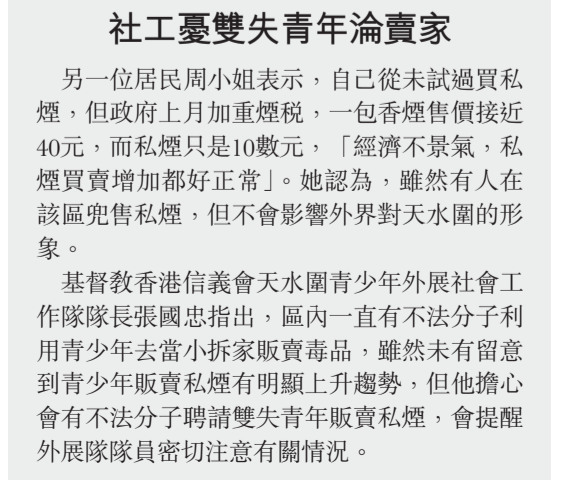 社工憂雙失青年淪賣家
另一位居民周小姐表示，自己從未試過買私
煙，但政府上月加重煙税，一包香煙售價接近
40元，而私煙只是10數元，「經濟不景氣，私
煙買賣增加都好正常」。她認為，雖然有人在
該區兜售私煙，但不會影響外界對天水圍的形
象。
基督教香港信義會天水圍青少年外展社會工
作隊隊長張國忠指出，區內一直有不法分子利
用青少年去當小拆家販賣毒品，雖然未有留意
到青少年販賣私煙有明顯上升趨勢，但他擔心
會有不法分子聘請雙失青年販賣私煙，會提醒
外展隊隊員密切注意有關情況。